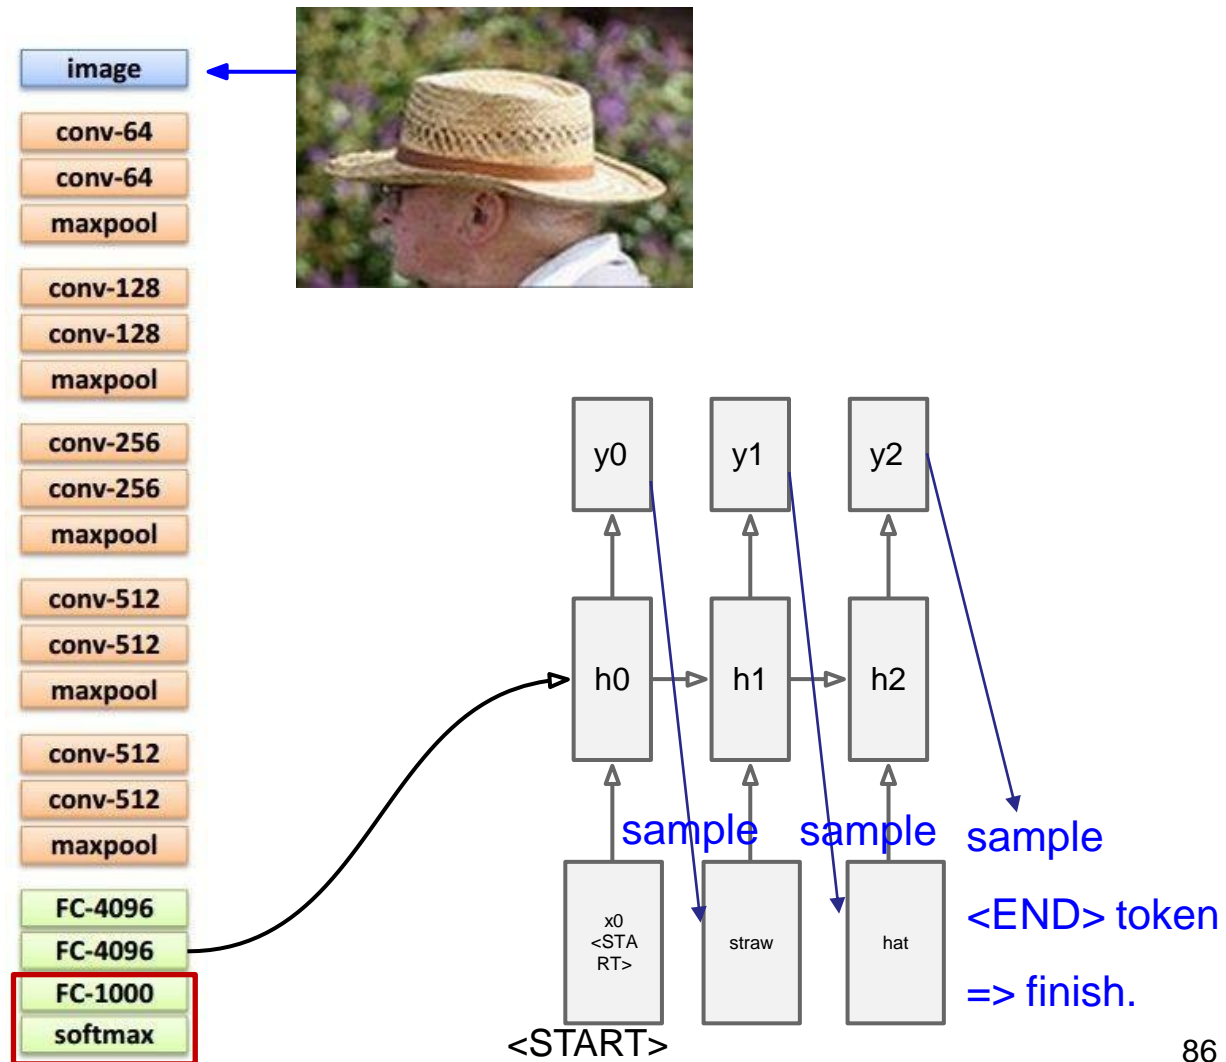 image
conv-64
conv-64
maxpool
conv-128
conv-128
maxpool
conv-256
conv-256
maxpool
conv-512
conv-512
maxpool
conv-512
conv-512
maxpool
FC-4096
FC-4096
FC-1000
softmax
y0
y1
y2
h0
h1
h2
sample
sample
sample
<END> token
=> finish.
x0
<STA
RT>
straw
hat
<START>
86